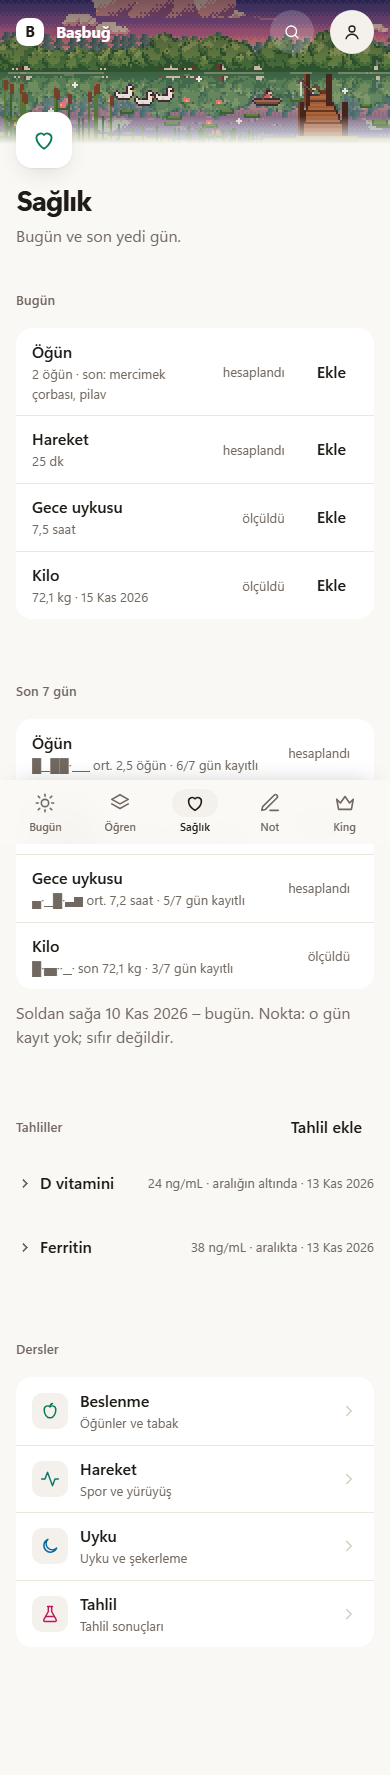 B Başbuğ
Sağlık
Bugün ve son yedi gün.
Bugün
Öğün
2 öğün · son: mercimek
çorbası, pilav
hesaplandı
Ekle
Hareket
25 dk
hesaplandı
Ekle
Gece uykusu
7,5 saat
ölçüldü
Ekle
Kilo
72,1 kg · 15 Kas 2026
ölçüldü
Ekle
Son 7 gün
Öğün
ort. 2,5 öğün · 6/7 gün kayıtlı
hesaplandı
Bugün
Öğren
Sağlık
Not
King
Gece uykusu
ort. 7,2 saat · 5/7 gün kayıtlı
hesaplandı
Kilo
son 72,1 kg · 3/7 gün kayıtlı
ölçüldü
Soldan sağa 10 Kas 2026 – bugün. Nokta: o gün
kayıt yok; sıfır değildir.
Tahliller
Tahlil ekle
D vitamini
24 ng/mL · aralığın altında · 13 Kas 2026
Ferritin
38 ng/mL · aralıkta · 13 Kas 2026
Dersler
Beslenme
Öğünler ve tabak
Hareket
Spor ve yürüyüş
Uyku
Uyku ve şekerleme
Tahlil
Tahlil sonuçları